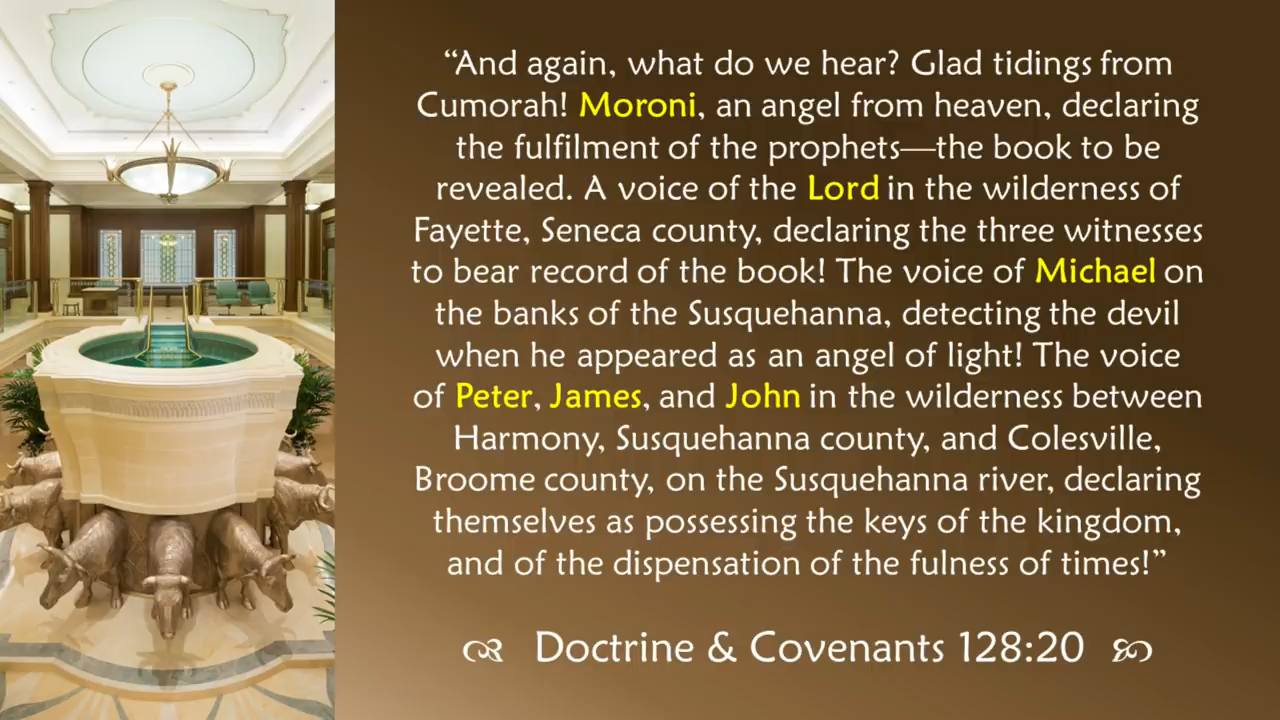 “And again, what do we hear? Glad tidings from
Cumorah! Moroni, an angel from heaven, declaring
the fulfilment of the prophets—the book to be
revealed. A voice of the Lord in the wilderness of
Fayette, Seneca county, declaring the three witnesses
to bear record of the book! The voice of Michael on
the banks of the Susquehanna, detecting the devil
when he appeared as an angel of light! The voice
of Peter, James, and John in the wilderness between
Harmony, Susquehanna county, and Colesville,
Broome county, on the Susquehanna river, declaring
themselves as possessing the keys of the kingdom,
and of the dispensation of the fulness of times!”
Doctrine & Covenants 128:20